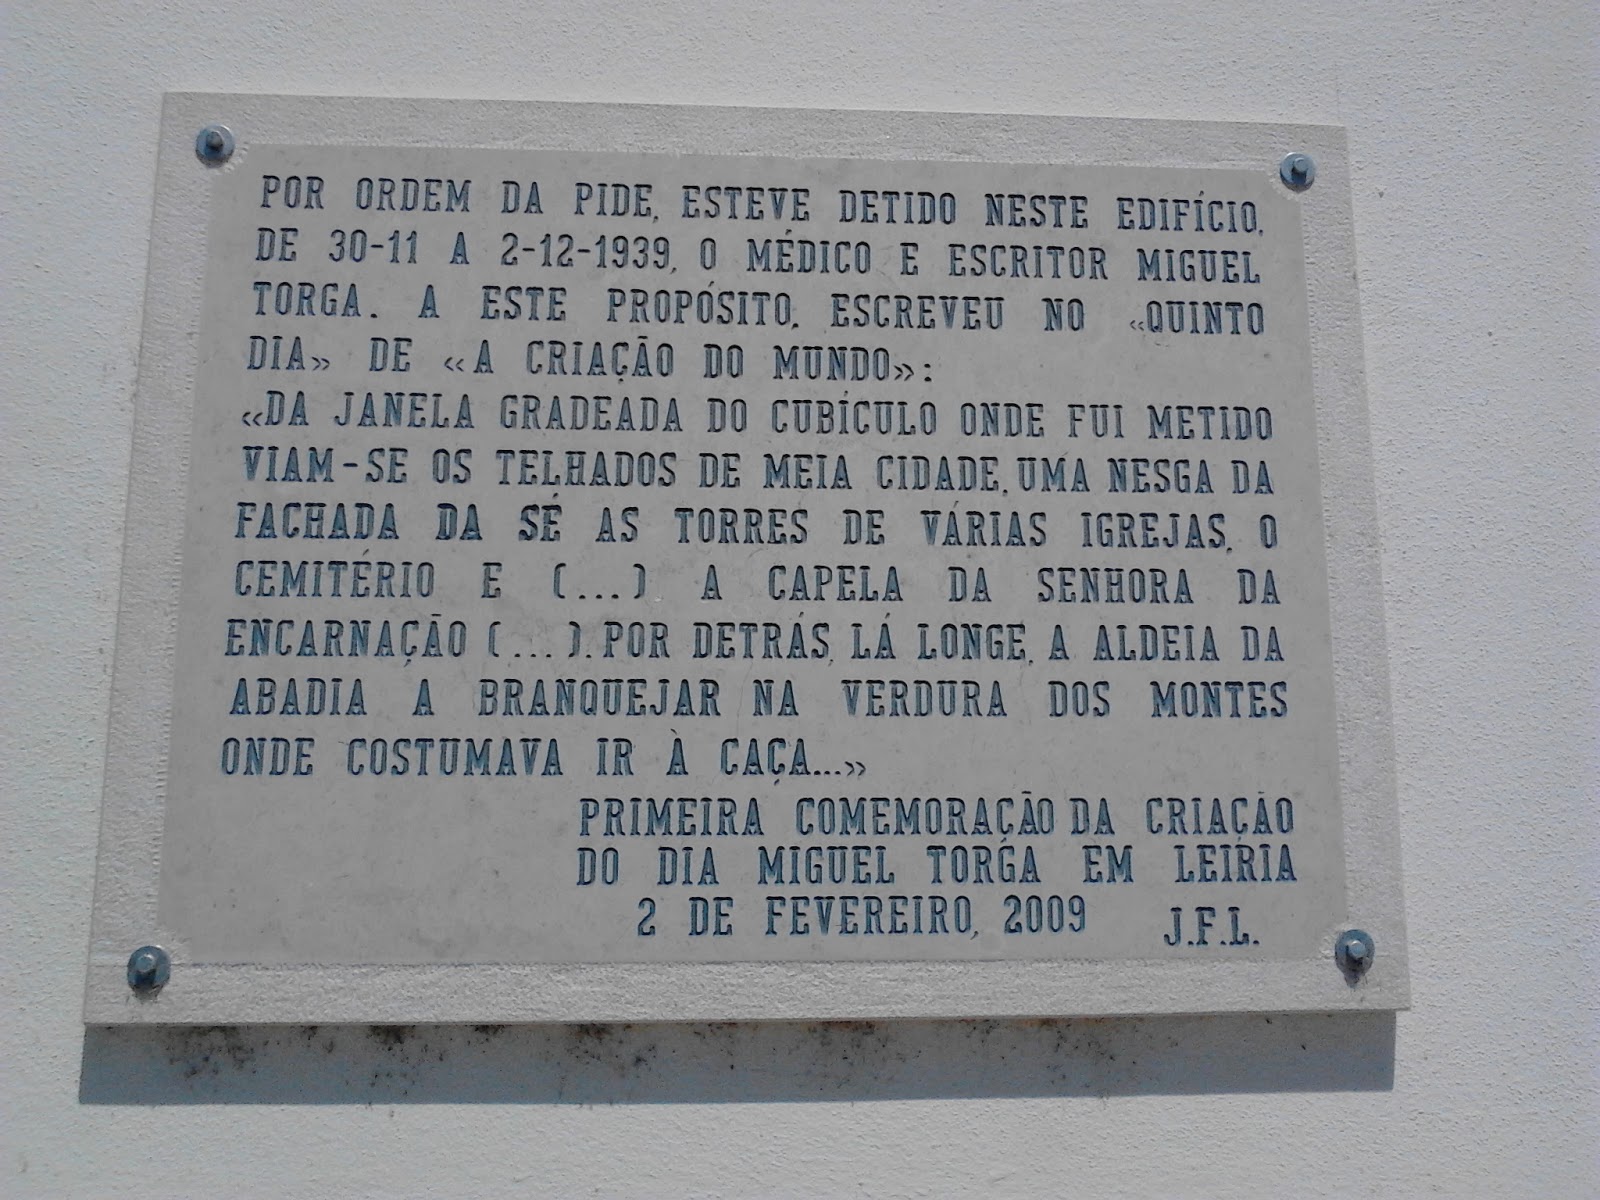 POR ORDEM DA PIDE, ESTEVE DETIDO NESTE EDIFÍCIO,
DE 30-11 A 2-12-1939, O MÉDICO E ESCRITOR MIGUEL
TORGA. A ESTE PROPÓSITO, ESCREVEU NO «QUINTO
DIA» DE «A CRIAÇÃO DO MUNDO»:
«DA JANELA GRADEADA DO CUBÍCULO ONDE FUI METIDO
VIAM-SE OS TELHADOS DE MEIA CIDADE, UMA NESGA DA
FACHADA DA SÉ AS TORRES DE VÁRIAS IGREJAS, O
CEMITÉRIO E (...) A CAPELA DA SENHORA DA
ENCARNAÇÃO (...). POR DETRÁS, LÁ LONGE, A ALDEIA DA
ABADIA A BRANQUEJAR NA VERDURA DOS MONTES
ONDE COSTUMAVA IR À CAÇA...»
PRIMEIRA COMEMORAÇÃO DA CRIAÇÃO
DO DIA MIGUEL TORGA EM LEIRIA
2 DE FEVEREIRO, 2009 J.F.L.